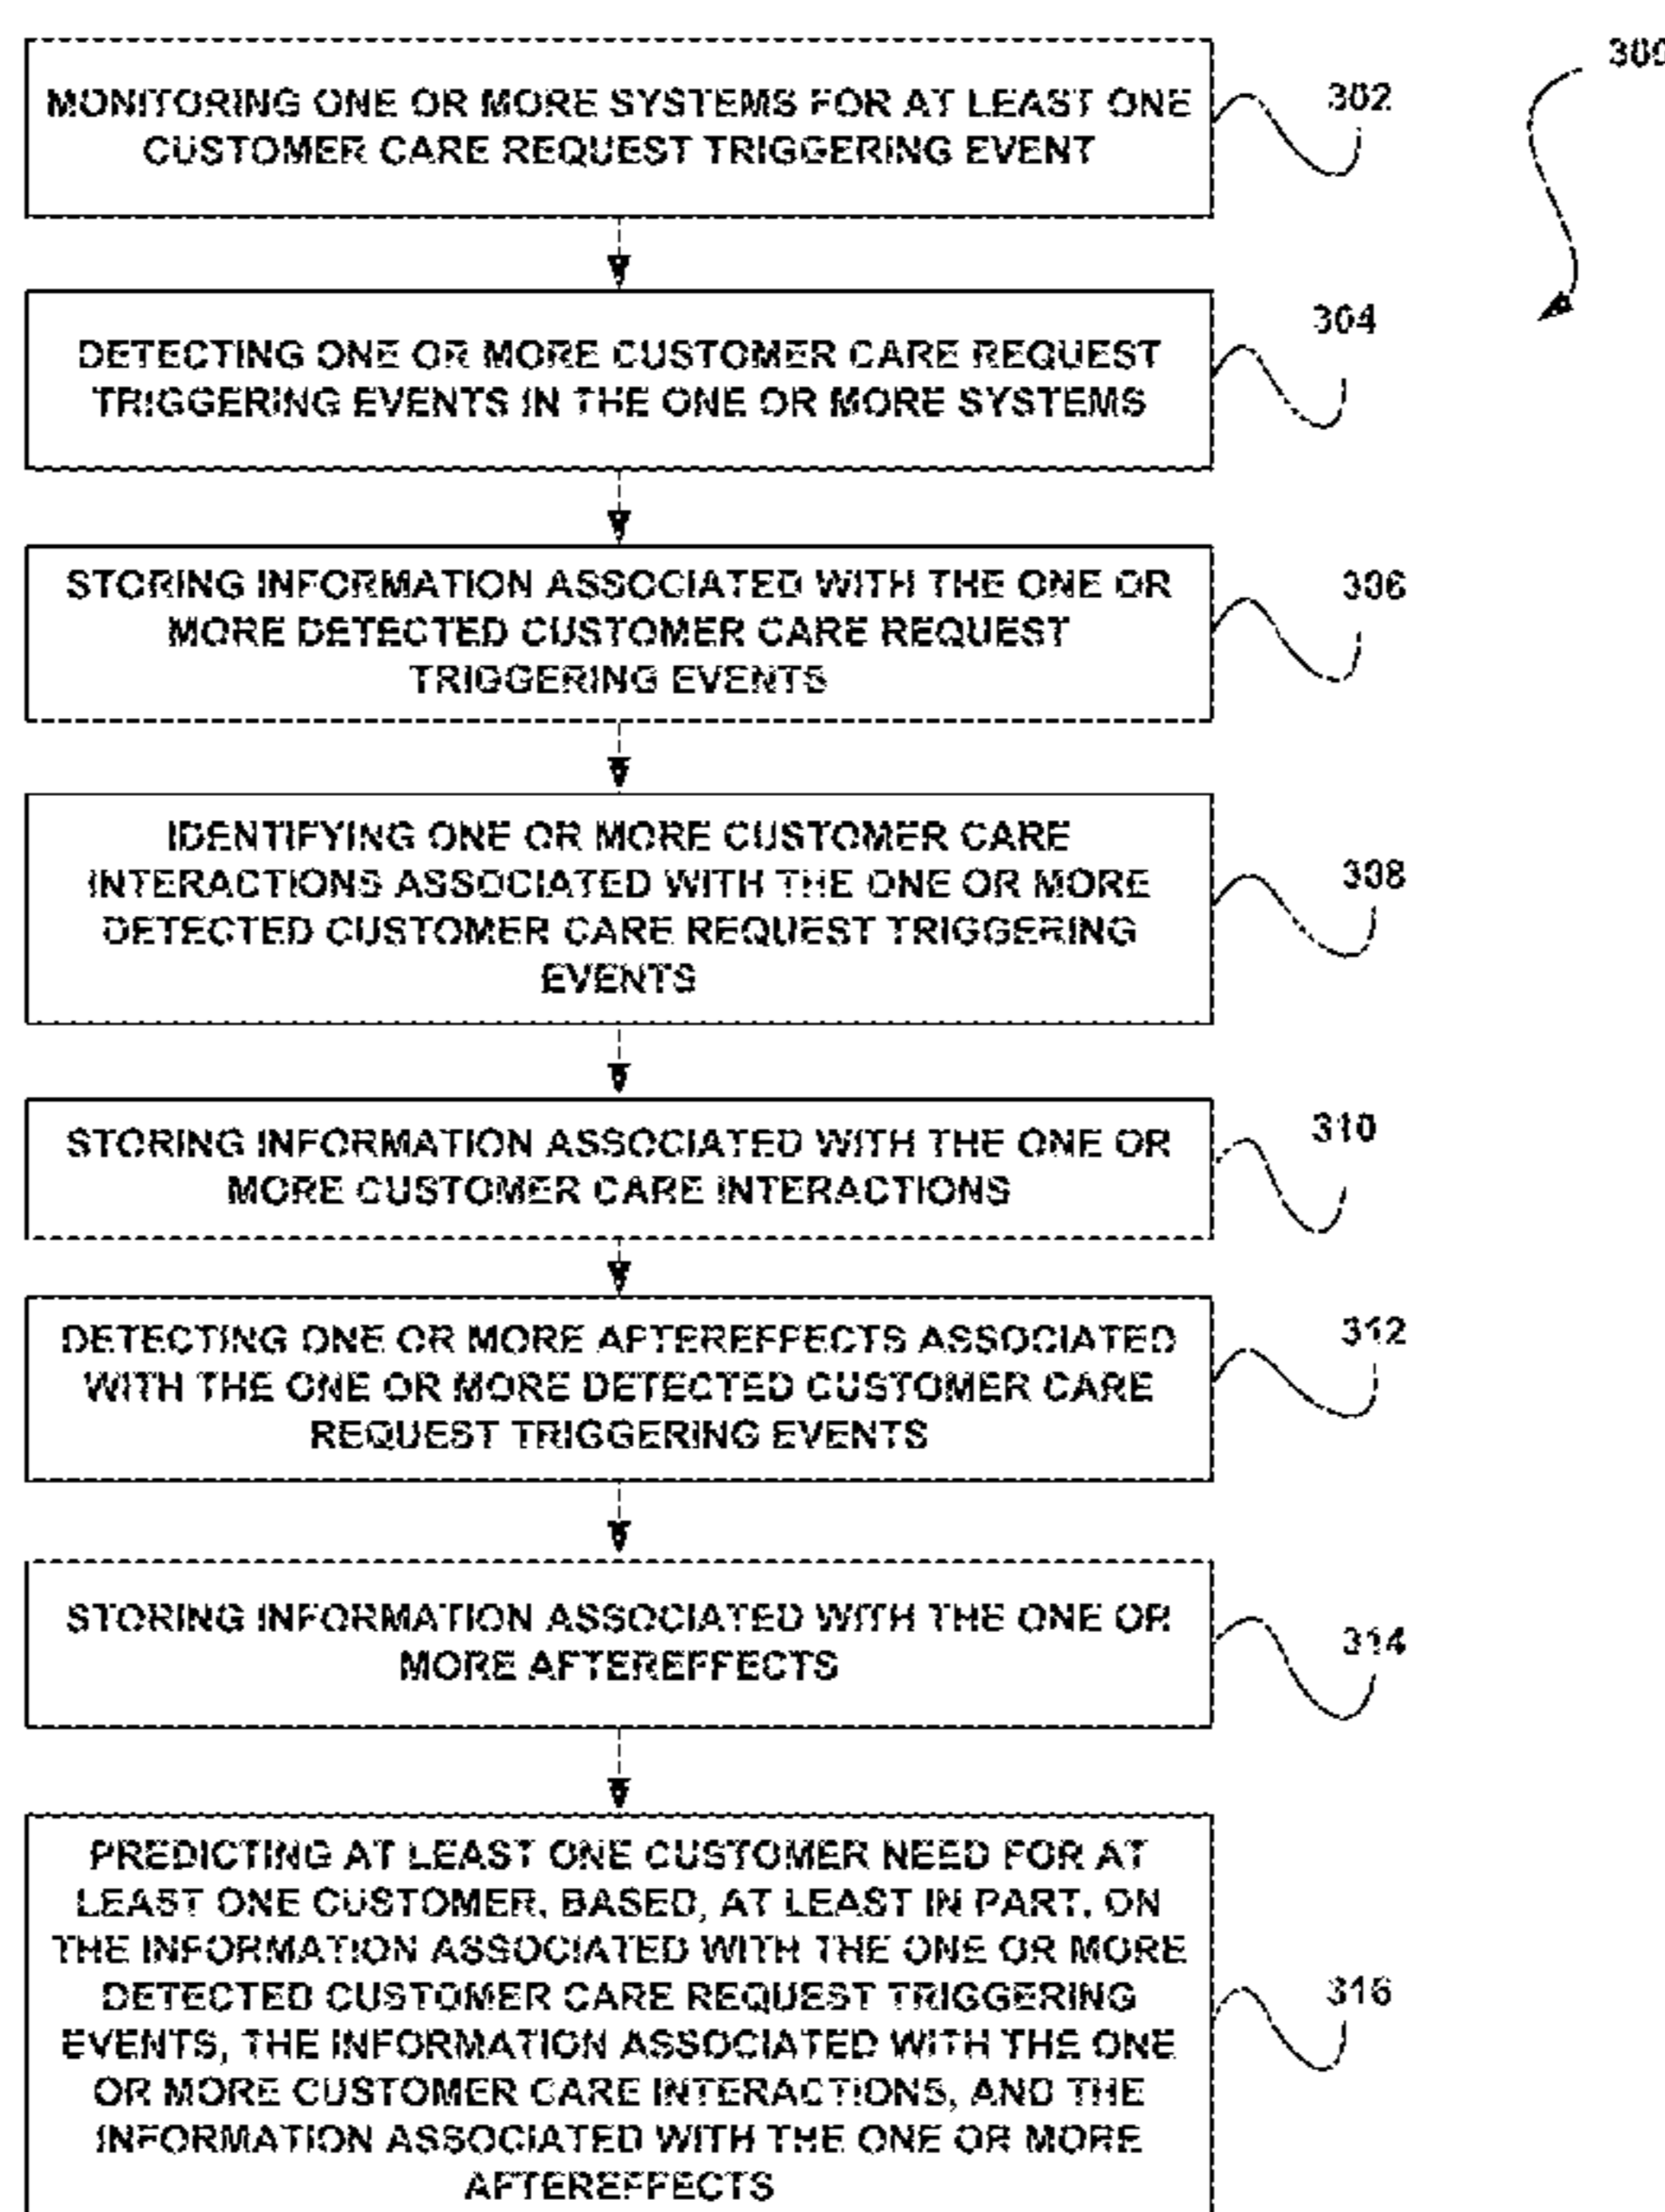 300
MONITORING ONE OR MORE SYSTEMS FOR AT LEAST ONE
CUSTOMER CARE REQUEST TRIGGERING EVENT
302
DETECTING ONE OR MORE CUSTOMER CARE REQUEST
TRIGGERING EVENTS IN THE ONE OR MORE SYSTEMS
304
STORING INFORMATION ASSOCIATED WITH THE ONE OR
MORE DETECTED CUSTOMER CARE REQUEST
TRIGGERING EVENTS
306
IDENTIFYING ONE OR MORE CUSTOMER CARE
INTERACTIONS ASSOCIATED WITH THE ONE OR MORE
DETECTED CUSTOMER CARE REQUEST TRIGGERING
EVENTS
308
STORING INFORMATION ASSOCIATED WITH THE ONE OR
MORE CUSTOMER CARE INTERACTIONS
310
DETECTING ONE OR MORE AFTEREFFECTS ASSOCIATED
WITH THE ONE OR MORE DETECTED CUSTOMER CARE
REQUEST TRIGGERING EVENTS
312
STORING INFORMATION ASSOCIATED WITH THE ONE OR
MORE AFTEREFFECTS
314
PREDICTING AT LEAST ONE CUSTOMER NEED FOR AT
LEAST ONE CUSTOMER, BASED, AT LEAST IN PART, ON
THE INFORMATION ASSOCIATED WITH THE ONE OR MORE
DETECTED CUSTOMER CARE REQUEST TRIGGERING
EVENTS, THE INFORMATION ASSOCIATED WITH THE ONE
OR MORE CUSTOMER CARE INTERACTIONS, AND THE
INFORMATION ASSOCIATED WITH THE ONE OR MORE
AFTEREFFECTS
316